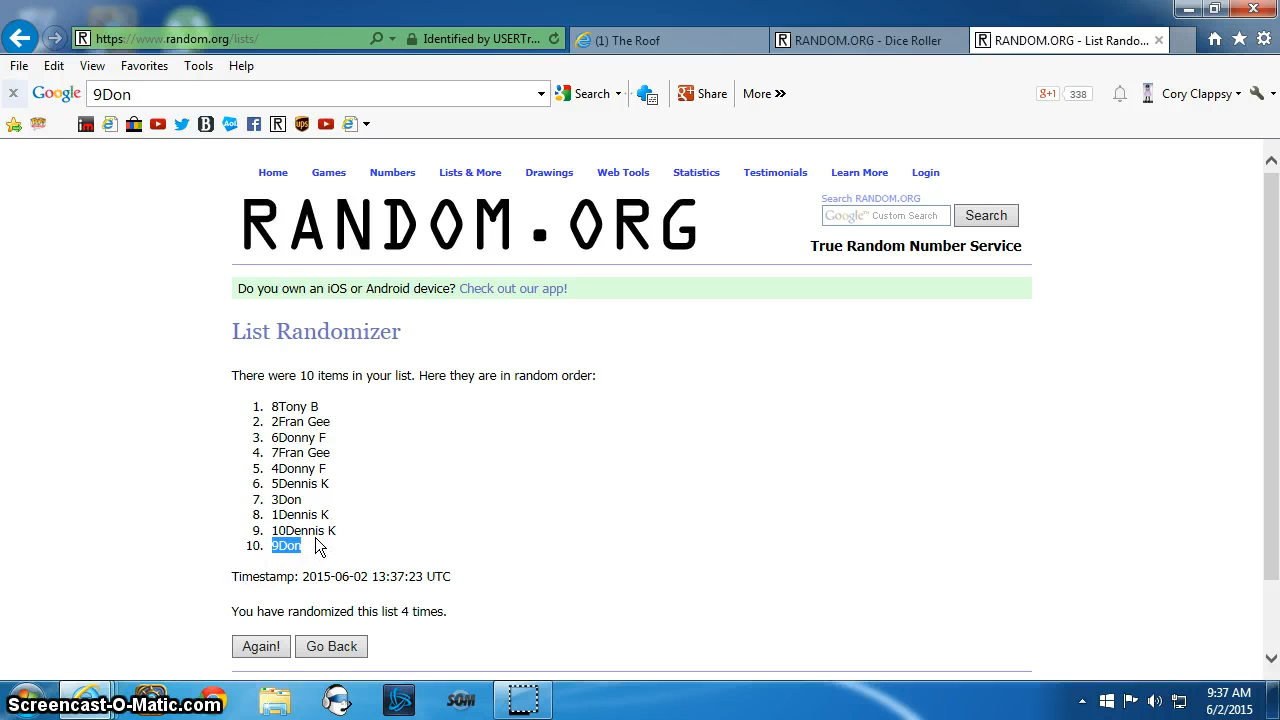 https://www.random.org/lists/
Identified by USERTr...
(1) The Roof
RANDOM.ORG - Dice Roller
RANDOM.ORG - List Rando...
File Edit View Favorites Tools Help
x Google 9Don Search Share More »
g+1 338 Cory Clappsy
Home Games Numbers Lists & More Drawings Web Tools Statistics Testimonials Learn More Login
RANDOM.ORG
Search RANDOM.ORG
Google™ Custom Search Search
True Random Number Service
Do you own an iOS or Android device? Check out our app!
List Randomizer
There were 10 items in your list. Here they are in random order:
1. 8Tony B
2. 2Fran Gee
3. 6Donny F
4. 7Fran Gee
5. 4Donny F
6. 5Dennis K
7. 3Don
8. 1Dennis K
9. 10Dennis K
10. 9Don
Timestamp: 2015-06-02 13:37:23 UTC
You have randomized this list 4 times.
Again! Go Back
SOM
9:37 AM
6/2/2015
Screencast-O-Matic.com